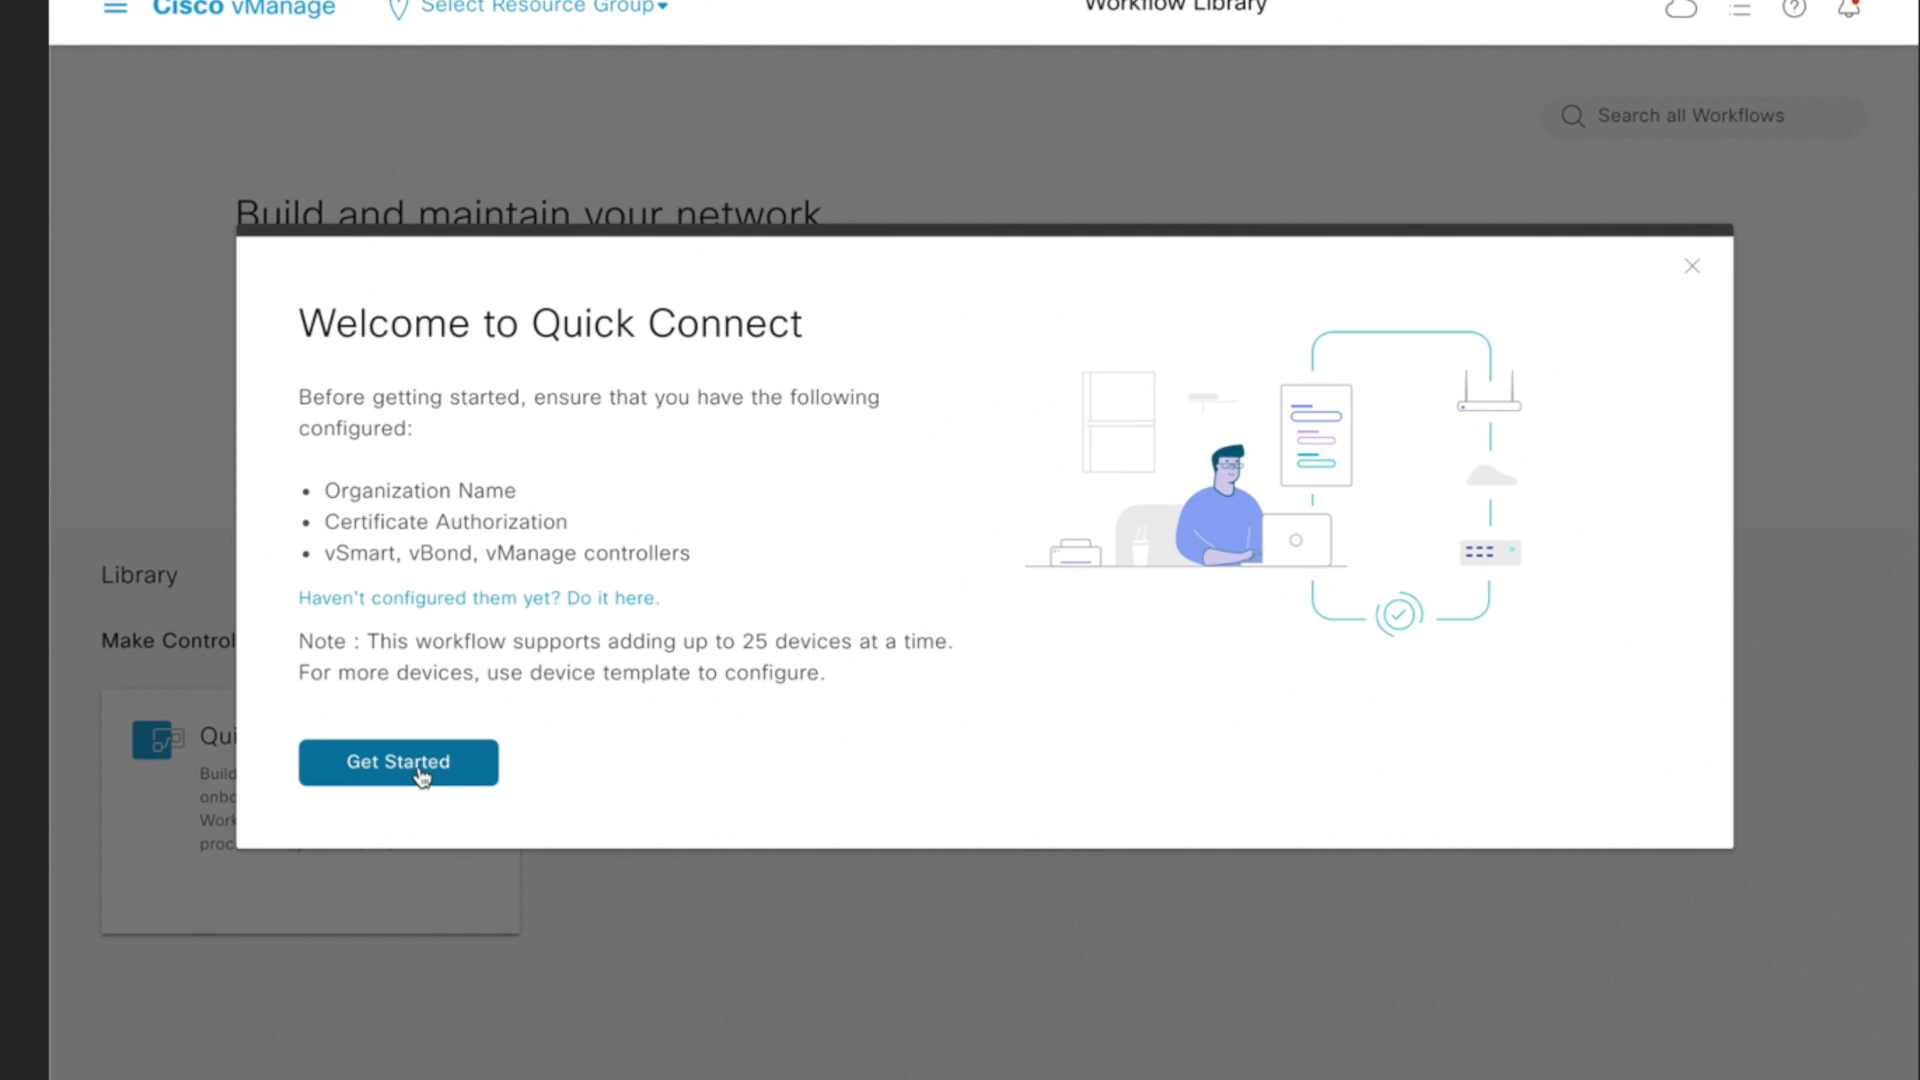 Cisco vManage
Select Resource Group
Workflow Library
Search all Workflows
Build and maintain your network
Welcome to Quick Connect
Before getting started, ensure that you have the following
configured:
Organization Name
Certificate Authorization
vSmart, vBond, vManage controllers
Haven't configured them yet? Do it here.
Note : This workflow supports adding up to 25 devices at a time.
For more devices, use device template to configure.
Get Started
Library
Make Control
Qui
Build
onbo
Work
proc